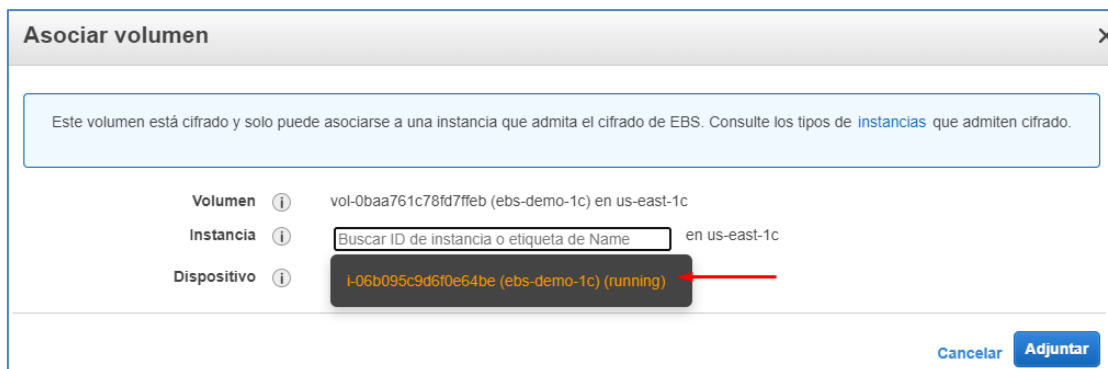 Asociar volumen
Este volumen está cifrado y solo puede asociarse a una instancia que admita el cifrado de EBS. Consulte los tipos de instancias que admiten cifrado.
Volumen i vol-0baa761c78fd7ffeb (ebs-demo-1c) en us-east-1c
Instancia i Buscar ID de instancia o etiqueta de Name en us-east-1c
Dispositivo i i-06b095c9d6f0e64be (ebs-demo-1c) (running)
Cancelar Adjuntar